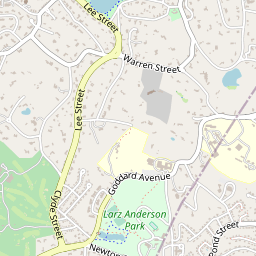 Lee Street
Warren Street
Lee Street
Goddard Avenue
Clyde Street
Larz Anderson
Park
Pond Street
Newton